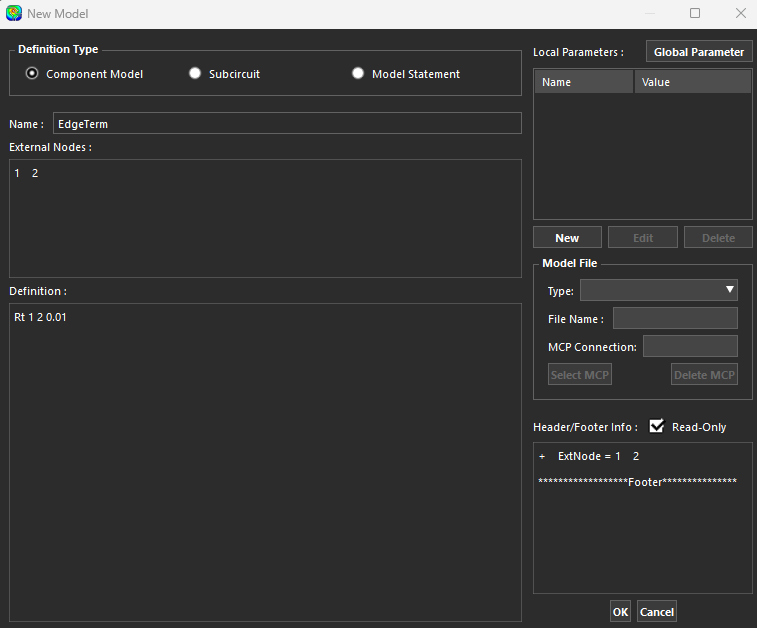 New Model
Definition Type
Component Model
Subcircuit
Model Statement
Name :
EdgeTerm
External Nodes :
1 2
Definition :
Rt 1 2 0.01
Local Parameters :
Global Parameter
Name
Value
New
Edit
Delete
Model File
Type:
File Name :
MCP Connection:
Select MCP
Delete MCP
Header/Footer Info :
Read-Only
+ ExtNode = 1 2
******************Footer***************
OK
Cancel